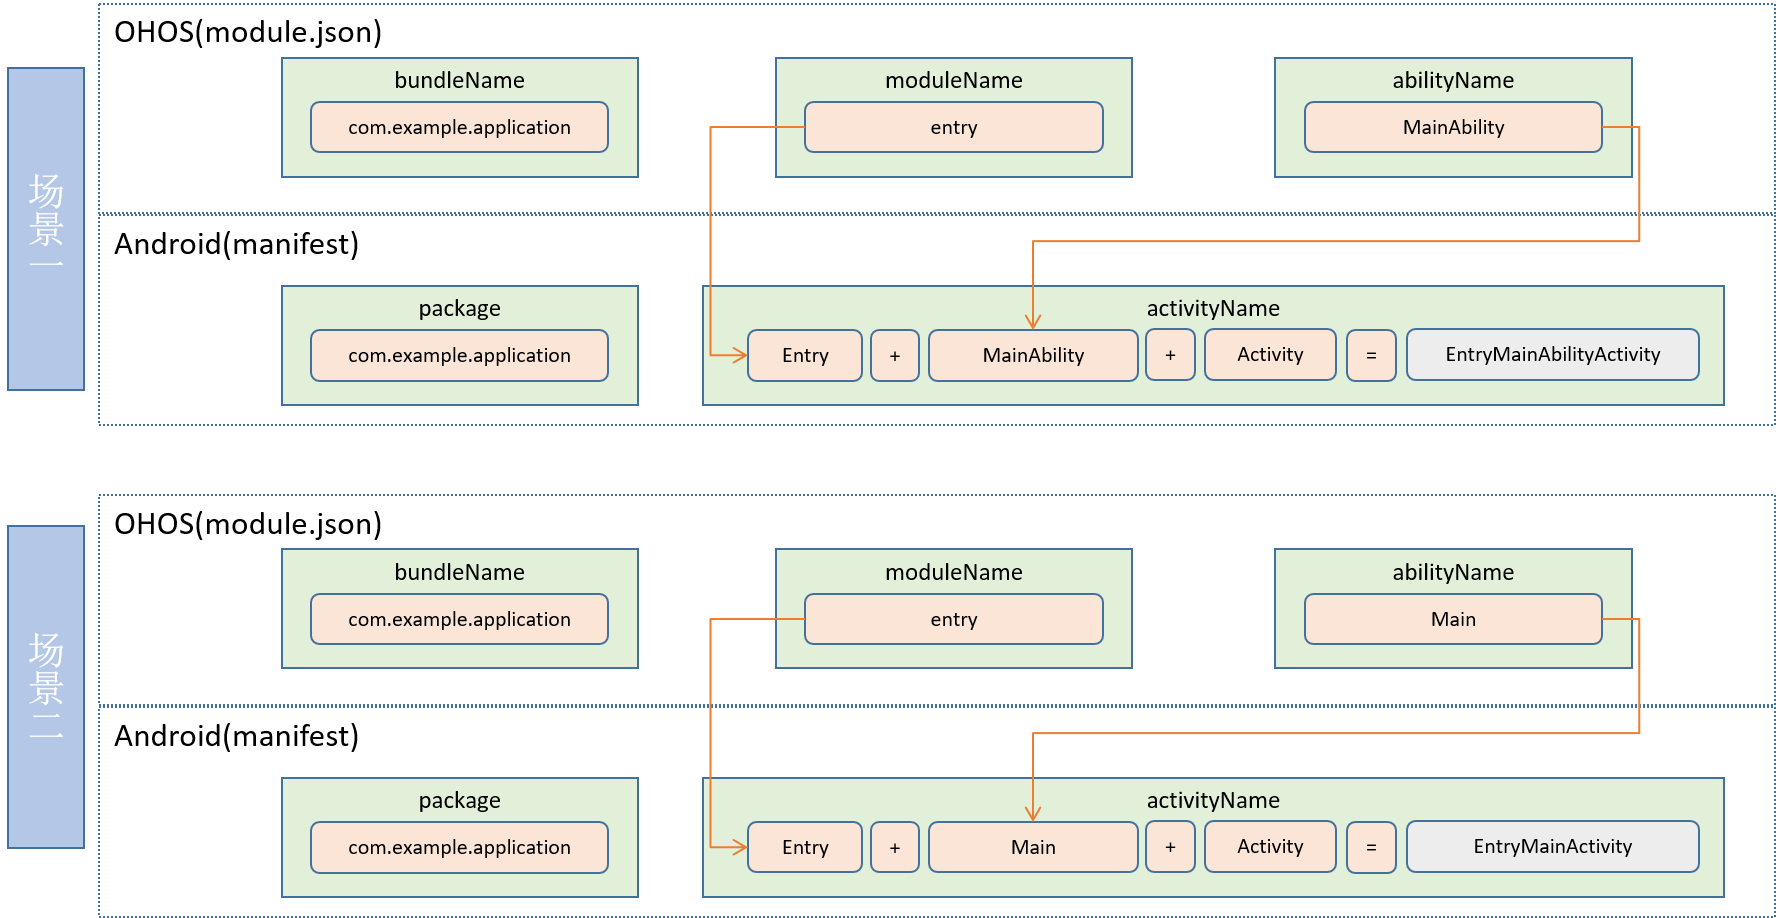 场景一
OHOS(module.json)
bundleName
com.example.application
moduleName
entry
abilityName
MainAbility
Android(manifest)
package
com.example.application
activityName
Entry + MainAbility + Activity = EntryMainAbilityActivity
场景二
OHOS(module.json)
bundleName
com.example.application
moduleName
entry
abilityName
Main
Android(manifest)
package
com.example.application
activityName
Entry + Main + Activity = EntryMainActivity